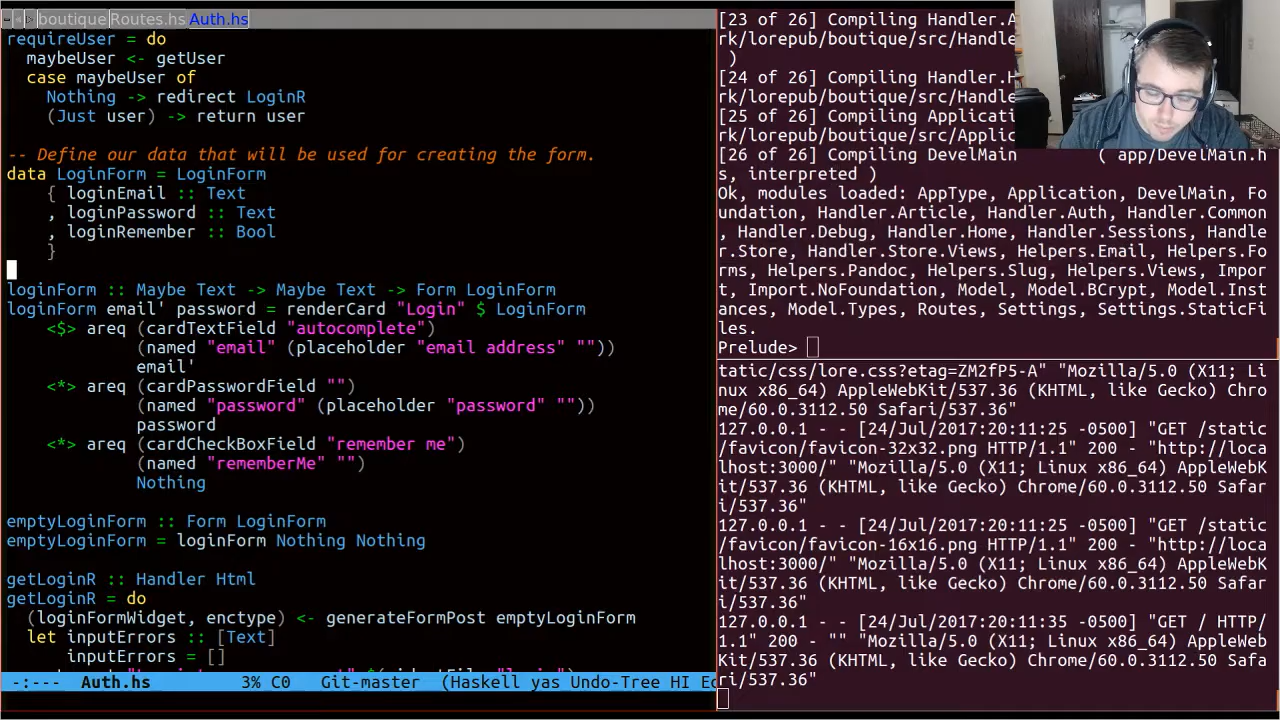 boutique Routes.hs Auth.hs
requireUser = do
maybeUser <- getUser
case maybeUser of
Nothing -> redirect LoginR
(Just user) -> return user
-- Define our data that will be used for creating the form.
data LoginForm = LoginForm
{ loginEmail :: Text
, loginPassword :: Text
, loginRemember :: Bool
}
loginForm :: Maybe Text -> Maybe Text -> Form LoginForm
loginForm email' password = renderCard "Login" $ LoginForm
<$> areq (cardTextField "autocomplete")
(named "email" (placeholder "email address" ""))
email'
<*> areq (cardPasswordField "")
(named "password" (placeholder "password" ""))
password
<*> areq (cardCheckBoxField "remember me")
(named "rememberMe" "")
Nothing
emptyLoginForm :: Form LoginForm
emptyLoginForm = loginForm Nothing Nothing
getLoginR :: Handler Html
getLoginR = do
(loginFormWidget, enctype) <- generateFormPost emptyLoginForm
let inputErrors :: [Text]
inputErrors = []
-:--- Auth.hs 3% C0 Git-master (Haskell yas Undo-Tree HI Ec
[23 of 26] Compiling Handler.A
rk/lorepub/boutique/src/Handle
)
[24 of 26] Compiling Handler.H
rk/lorepub/boutique/src/Handle
[25 of 26] Compiling Applicati
rk/lorepub/boutique/src/Applic
[26 of 26] Compiling DevelMain ( app/DevelMain.h
s, interpreted )
Ok, modules loaded: AppType, Application, DevelMain, Fo
undation, Handler.Article, Handler.Auth, Handler.Common
, Handler.Debug, Handler.Home, Handler.Sessions, Handle
r.Store, Handler.Store.Views, Helpers.Email, Helpers.Fo
rms, Helpers.Pandoc, Helpers.Slug, Helpers.Views, Impor
t, Import.NoFoundation, Model, Model.BCrypt, Model.Inst
ances, Model.Types, Routes, Settings, Settings.StaticFi
les.
Prelude>
tatic/css/lore.css?etag=ZM2fP5-A" "Mozilla/5.0 (X11; Li
nux x86_64) AppleWebKit/537.36 (KHTML, like Gecko) Chro
me/60.0.3112.50 Safari/537.36"
127.0.0.1 - - [24/Jul/2017:20:11:25 -0500] "GET /static
/favicon/favicon-32x32.png HTTP/1.1" 200 - "http://loca
lhost:3000/" "Mozilla/5.0 (X11; Linux x86_64) AppleWebK
it/537.36 (KHTML, like Gecko) Chrome/60.0.3112.50 Safar
i/537.36"
127.0.0.1 - - [24/Jul/2017:20:11:25 -0500] "GET /static
/favicon/favicon-16x16.png HTTP/1.1" 200 - "http://loca
lhost:3000/" "Mozilla/5.0 (X11; Linux x86_64) AppleWebK
it/537.36 (KHTML, like Gecko) Chrome/60.0.3112.50 Safar
i/537.36"
127.0.0.1 - - [24/Jul/2017:20:11:35 -0500] "GET / HTTP/
1.1" 200 - "" "Mozilla/5.0 (X11; Linux x86_64) AppleWeb
Kit/537.36 (KHTML, like Gecko) Chrome/60.0.3112.50 Safa
ri/537.36"